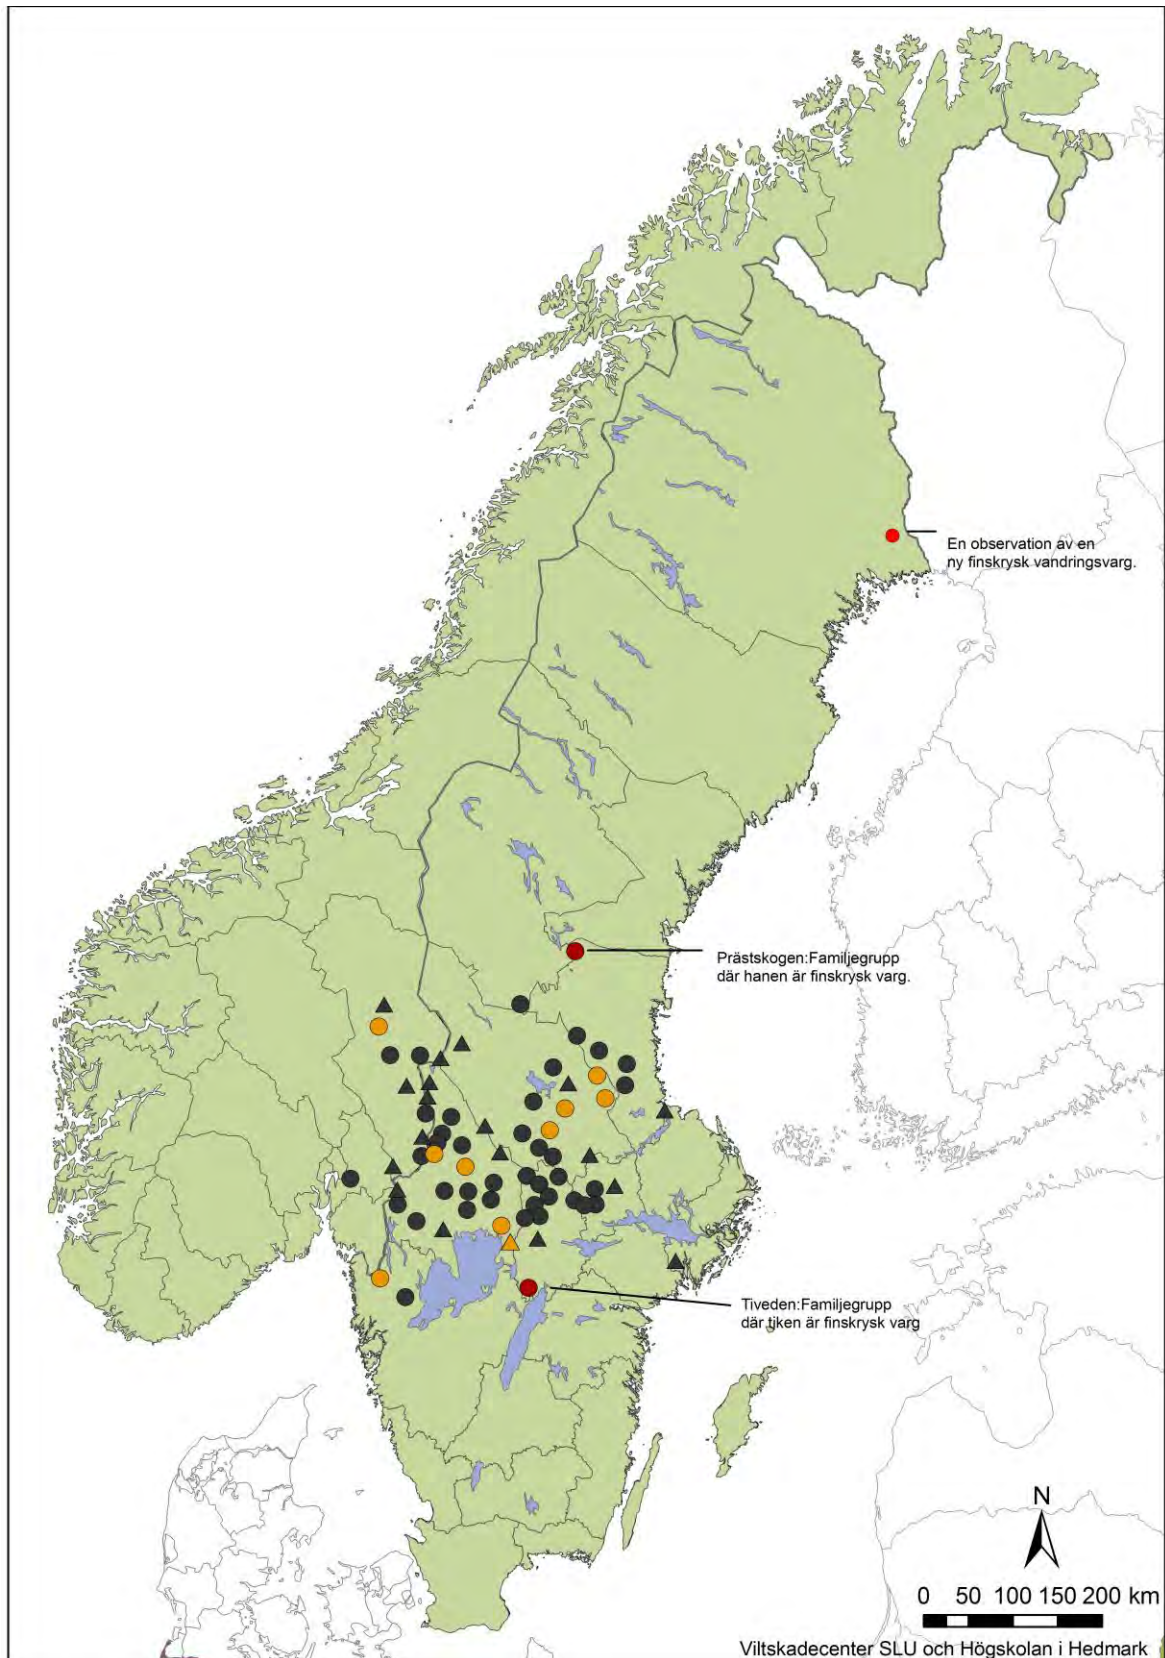 En observation av en
ny finskrysk vandringsvarg.
Prästskogen:Familjegrupp
där hanen är finskrysk varg.
Tiveden:Familjegrupp
där tiken är finskrysk varg
N
0 50 100 150 200 km
Viltskadecenter SLU och Högskolan i Hedmark